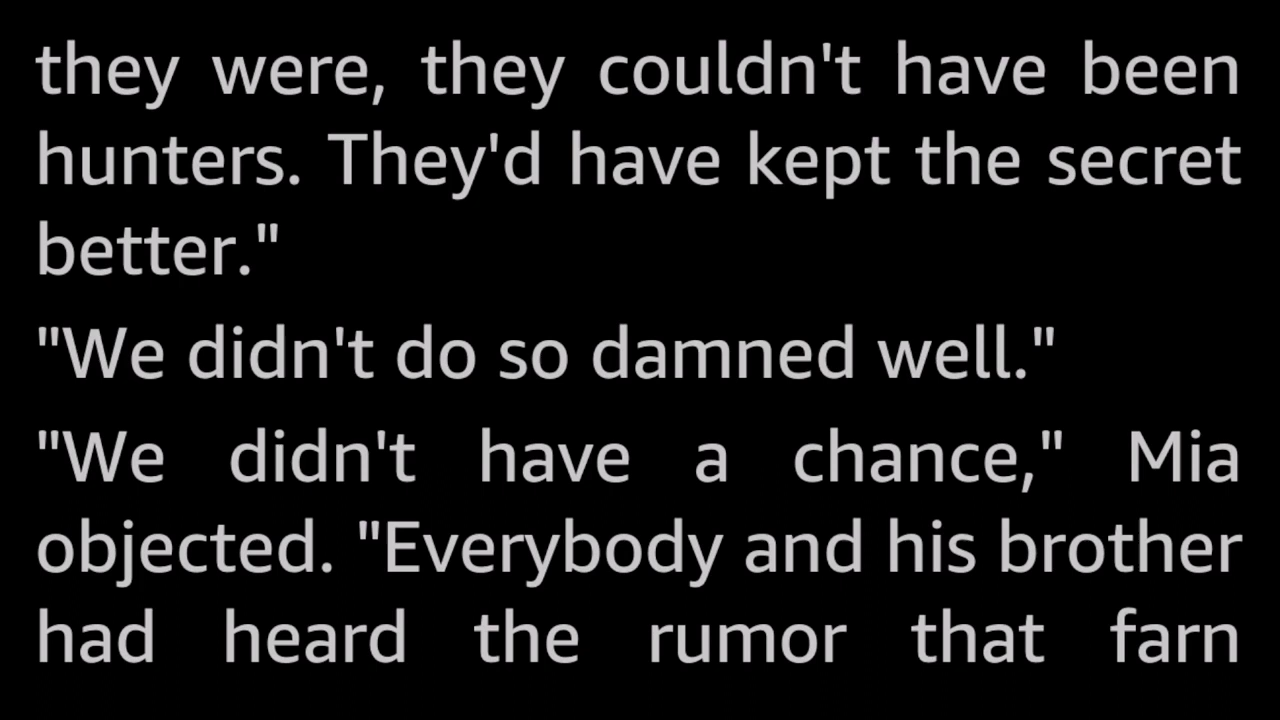 they were, they couldn't have been
hunters. They'd have kept the secret
better."
"We didn't do so damned well."
"We didn't have a chance," Mia
objected. "Everybody and his brother
had heard the rumor that farn